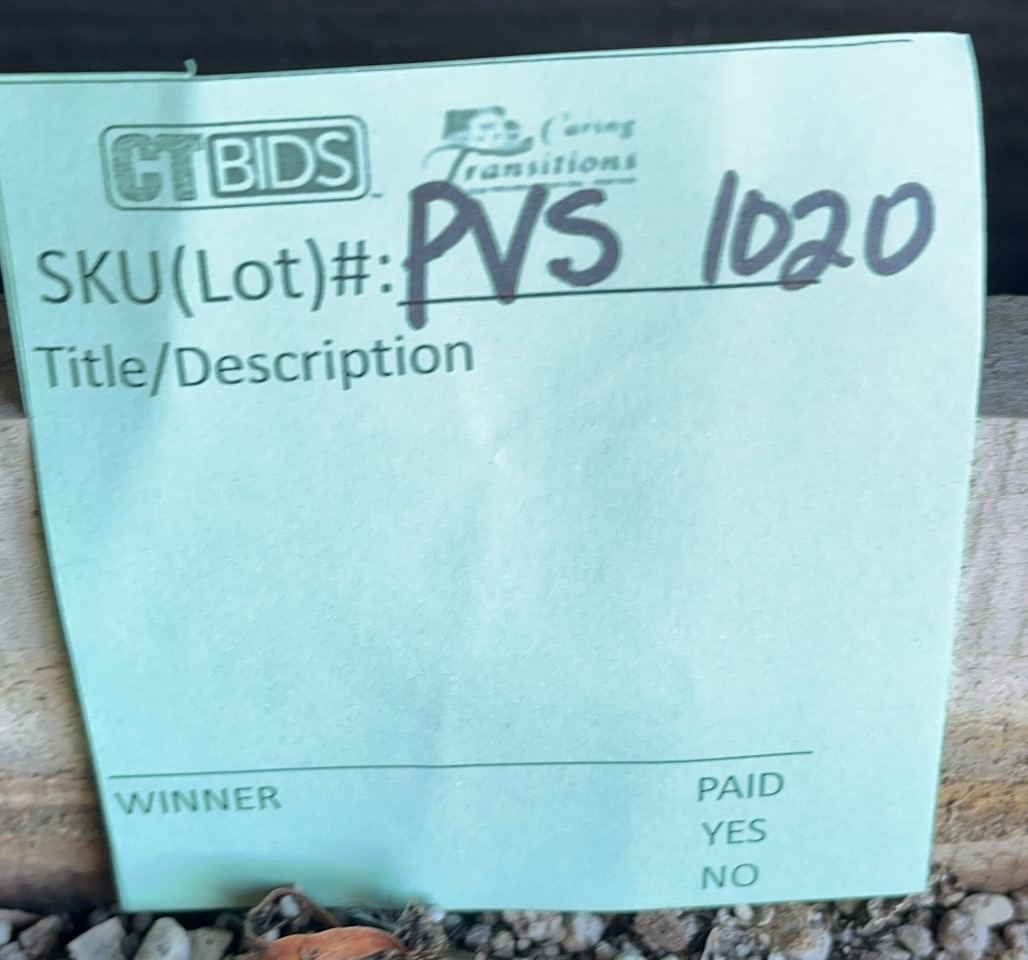 CTBIDS
Caring
Transitions
SKU(Lot)#: PVS 1020
Title/Description
WINNER
PAID
YES
NO